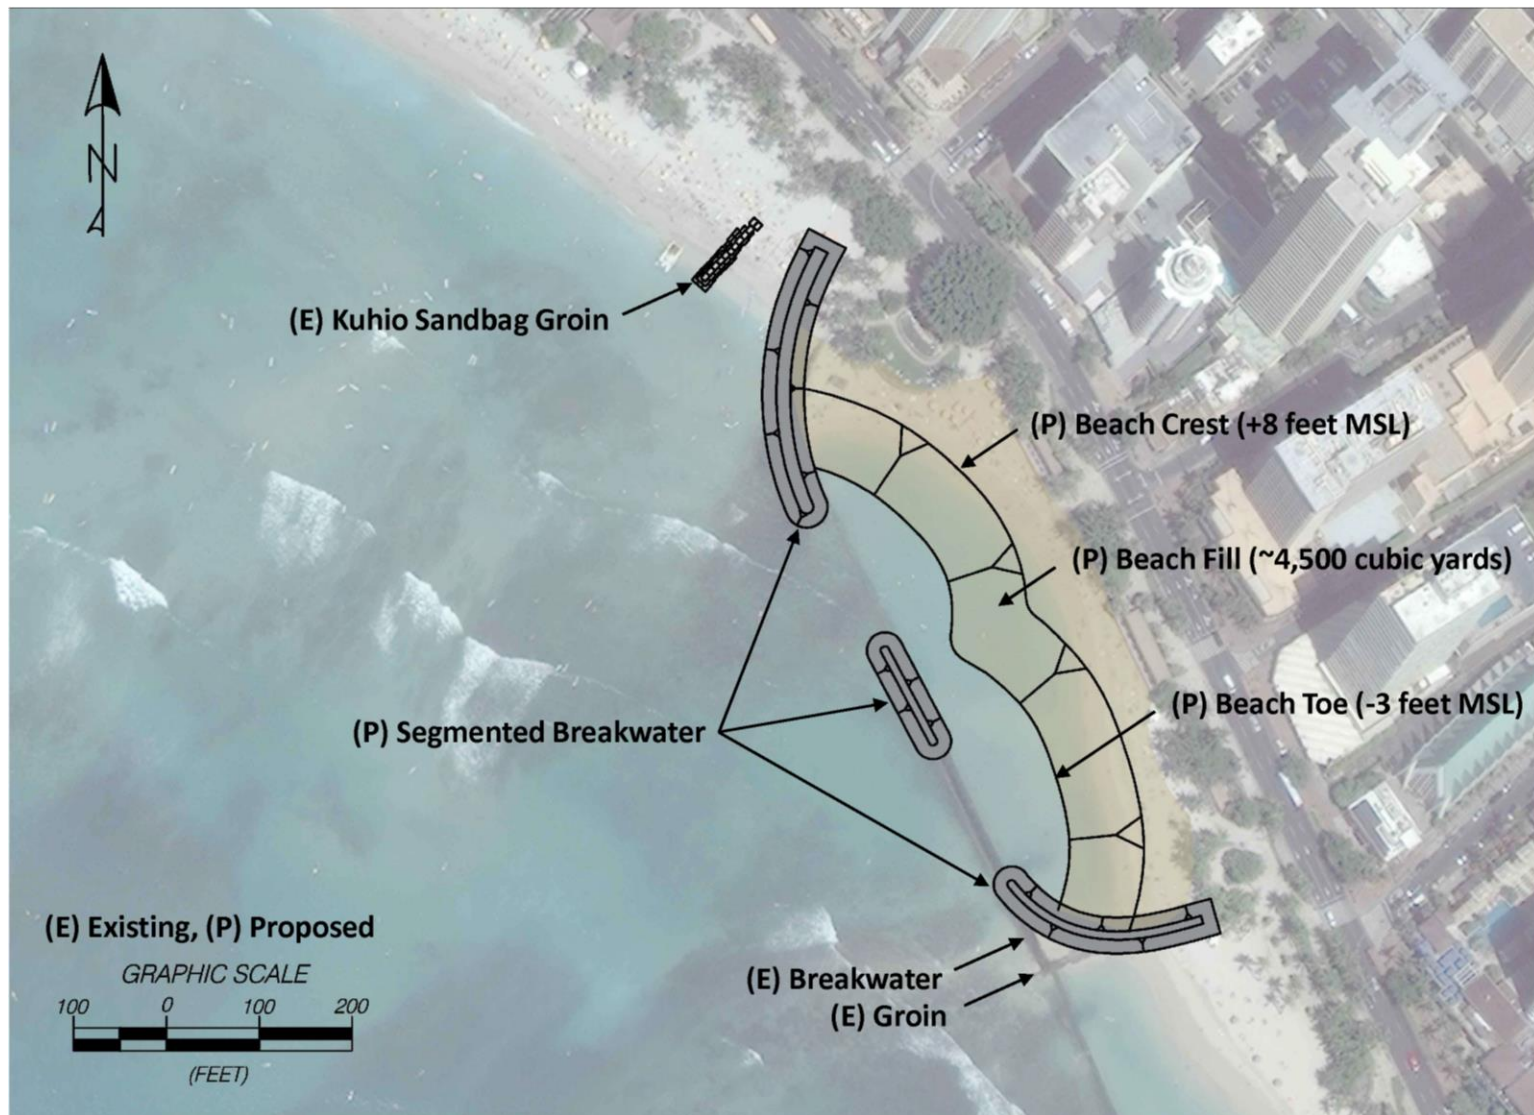 N
(E) Kuhio Sandbag Groin
(P) Beach Crest (+8 feet MSL)
(P) Beach Fill (~4,500 cubic yards)
(P) Beach Toe (-3 feet MSL)
(P) Segmented Breakwater
(E) Existing, (P) Proposed
GRAPHIC SCALE
100 0 100 200
(FEET)
(E) Breakwater
(E) Groin